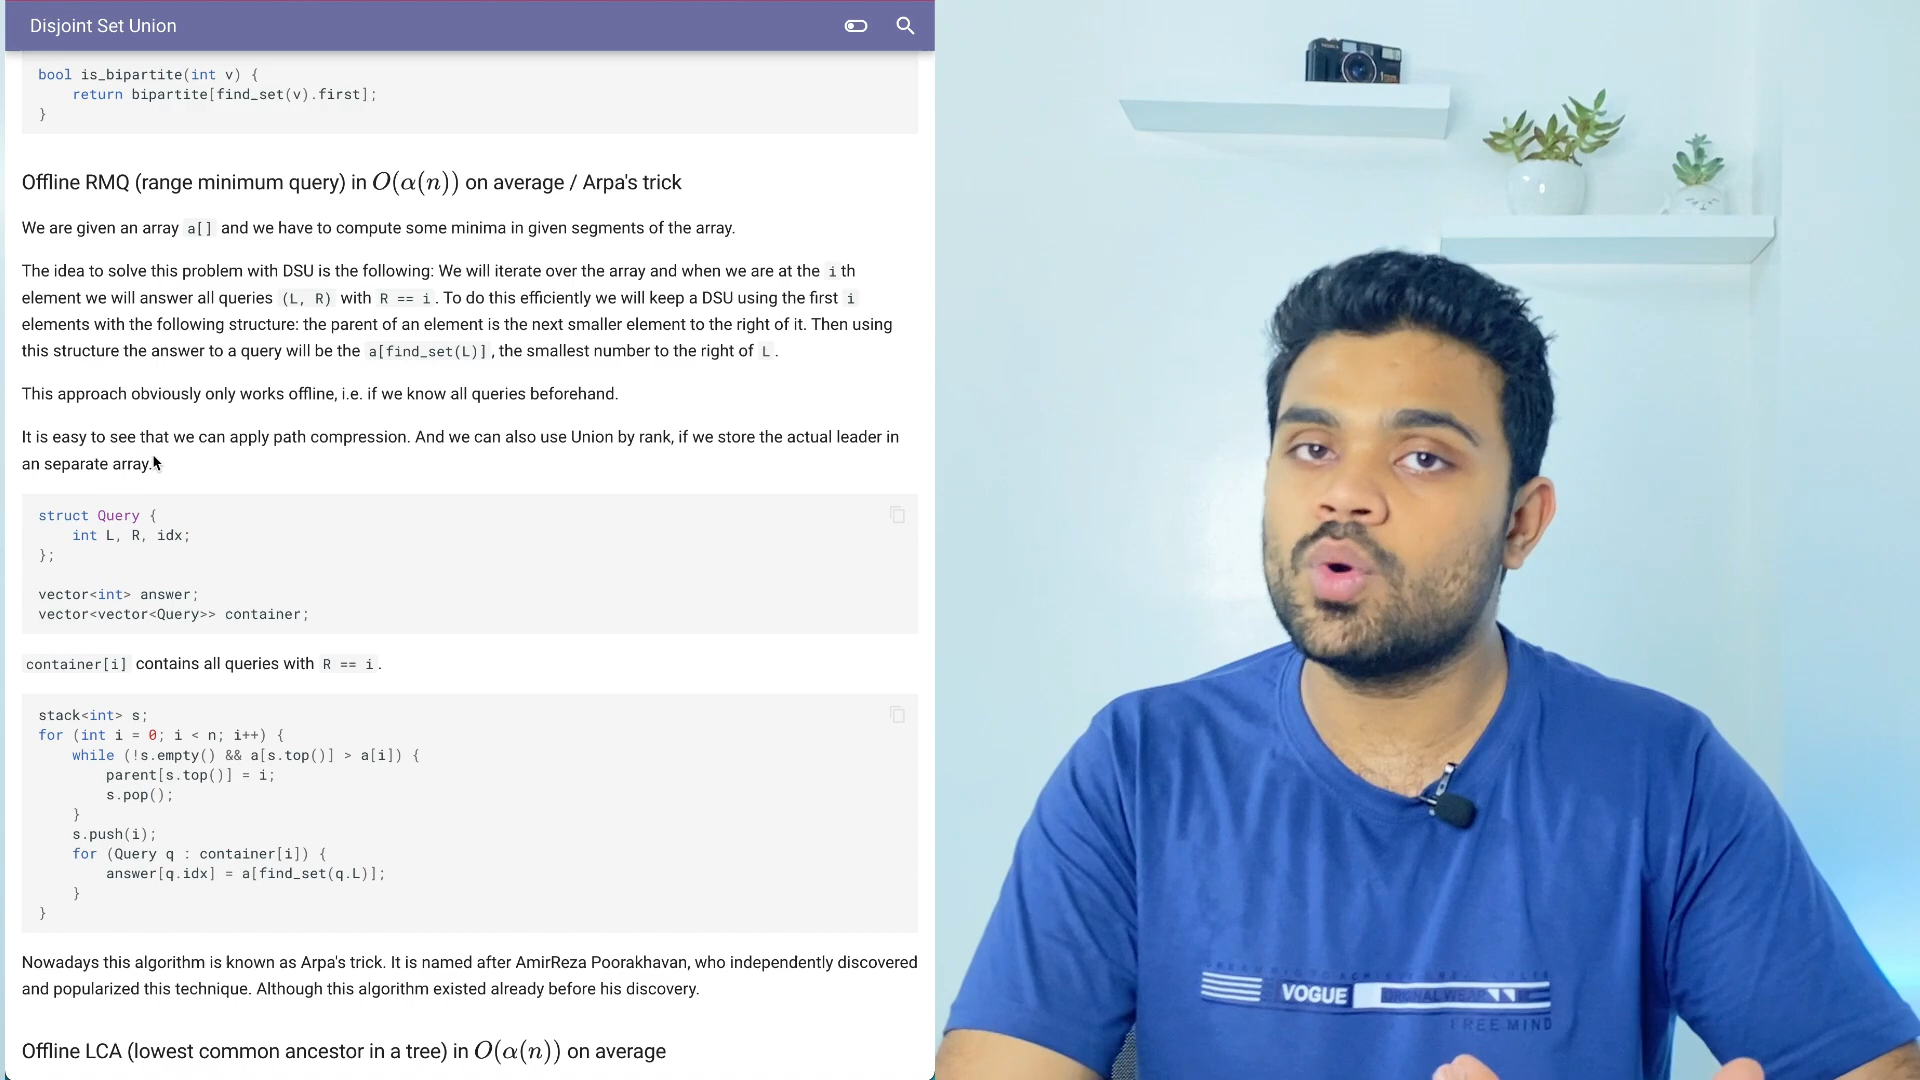 Disjoint Set Union
bool is_bipartite(int v) {
    return bipartite[find_set(v).first];
}
Offline RMQ (range minimum query) in O(α(n)) on average / Arpa's trick
We are given an array a[] and we have to compute some minima in given segments of the array.
The idea to solve this problem with DSU is the following: We will iterate over the array and when we are at the i th
element we will answer all queries (L, R) with R == i. To do this efficiently we will keep a DSU using the first i
elements with the following structure: the parent of an element is the next smaller element to the right of it. Then using
this structure the answer to a query will be the a[find_set(L)], the smallest number to the right of L.
This approach obviously only works offline, i.e. if we know all queries beforehand.
It is easy to see that we can apply path compression. And we can also use Union by rank, if we store the actual leader in
an separate array.
struct Query {
    int L, R, idx;
};
vector<int> answer;
vector<vector<Query>> container;
container[i] contains all queries with R == i.
stack<int> s;
for (int i = 0; i < n; i++) {
    while (!s.empty() && a[s.top()] > a[i]) {
        parent[s.top()] = i;
        s.pop();
    }
    s.push(i);
    for (Query q : container[i]) {
        answer[q.idx] = a[find_set(q.L)];
    }
}
Nowadays this algorithm is known as Arpa's trick. It is named after AmirReza Poorakhavan, who independently discovered
and popularized this technique. Although this algorithm existed already before his discovery.
Offline LCA (lowest common ancestor in a tree) in O(α(n)) on average
VOGUE
FREE MIND